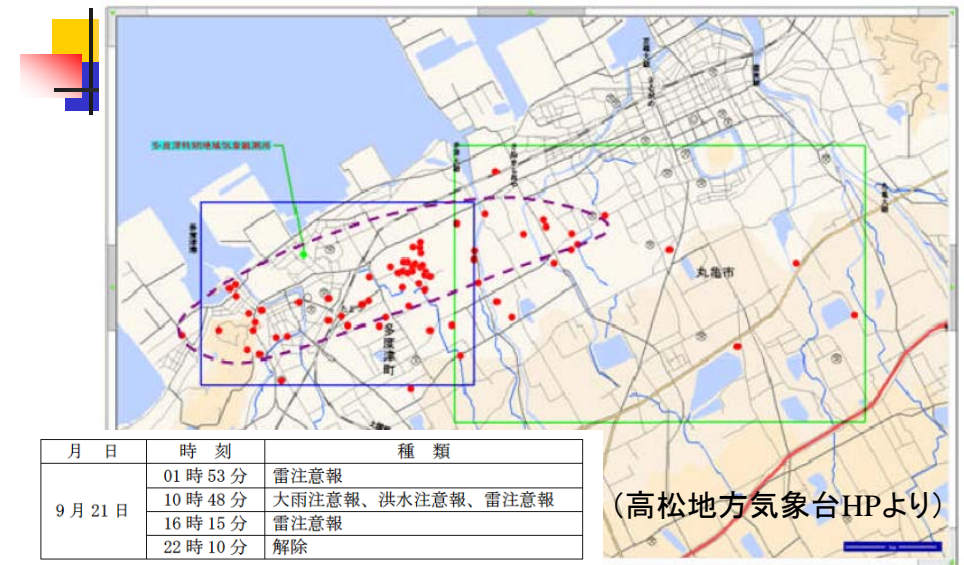 多度津特別地域気象観測所
丸亀市
多度津町
月 日 時 刻 種 類
9月21日
01時53分 雷注意報
10時48分 大雨注意報、洪水注意報、雷注意報
16時15分 雷注意報
22時10分 解除
(高松地方気象台HPより)